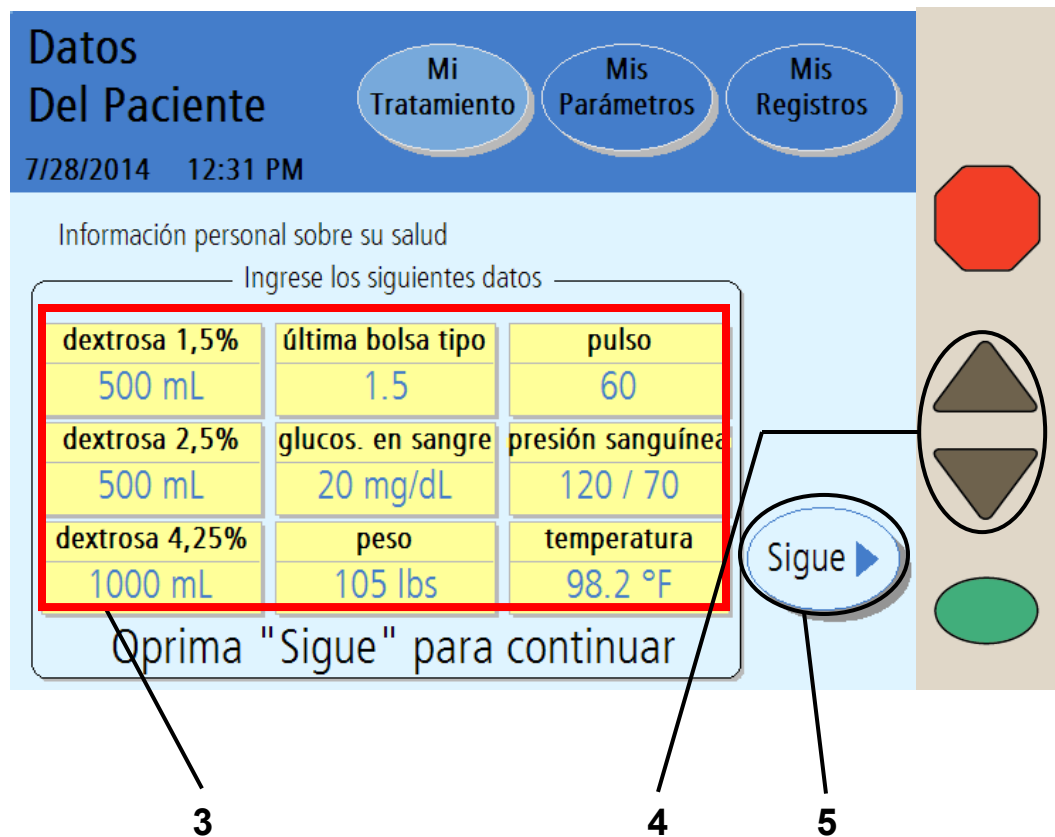 Datos
Del Paciente
7/28/2014 12:31 PM
Mi
Tratamiento
Mis
Parámetros
Mis
Registros
Información personal sobre su salud
Ingrese los siguientes datos
dextrosa 1,5%
500 mL
última bolsa tipo
1.5
pulso
60
dextrosa 2,5%
500 mL
glucos. en sangre
20 mg/dL
presión sanguínea
120 / 70
dextrosa 4,25%
1000 mL
peso
105 lbs
temperatura
98.2 °F
Sigue
Oprima "Sigue" para continuar
3
4
5